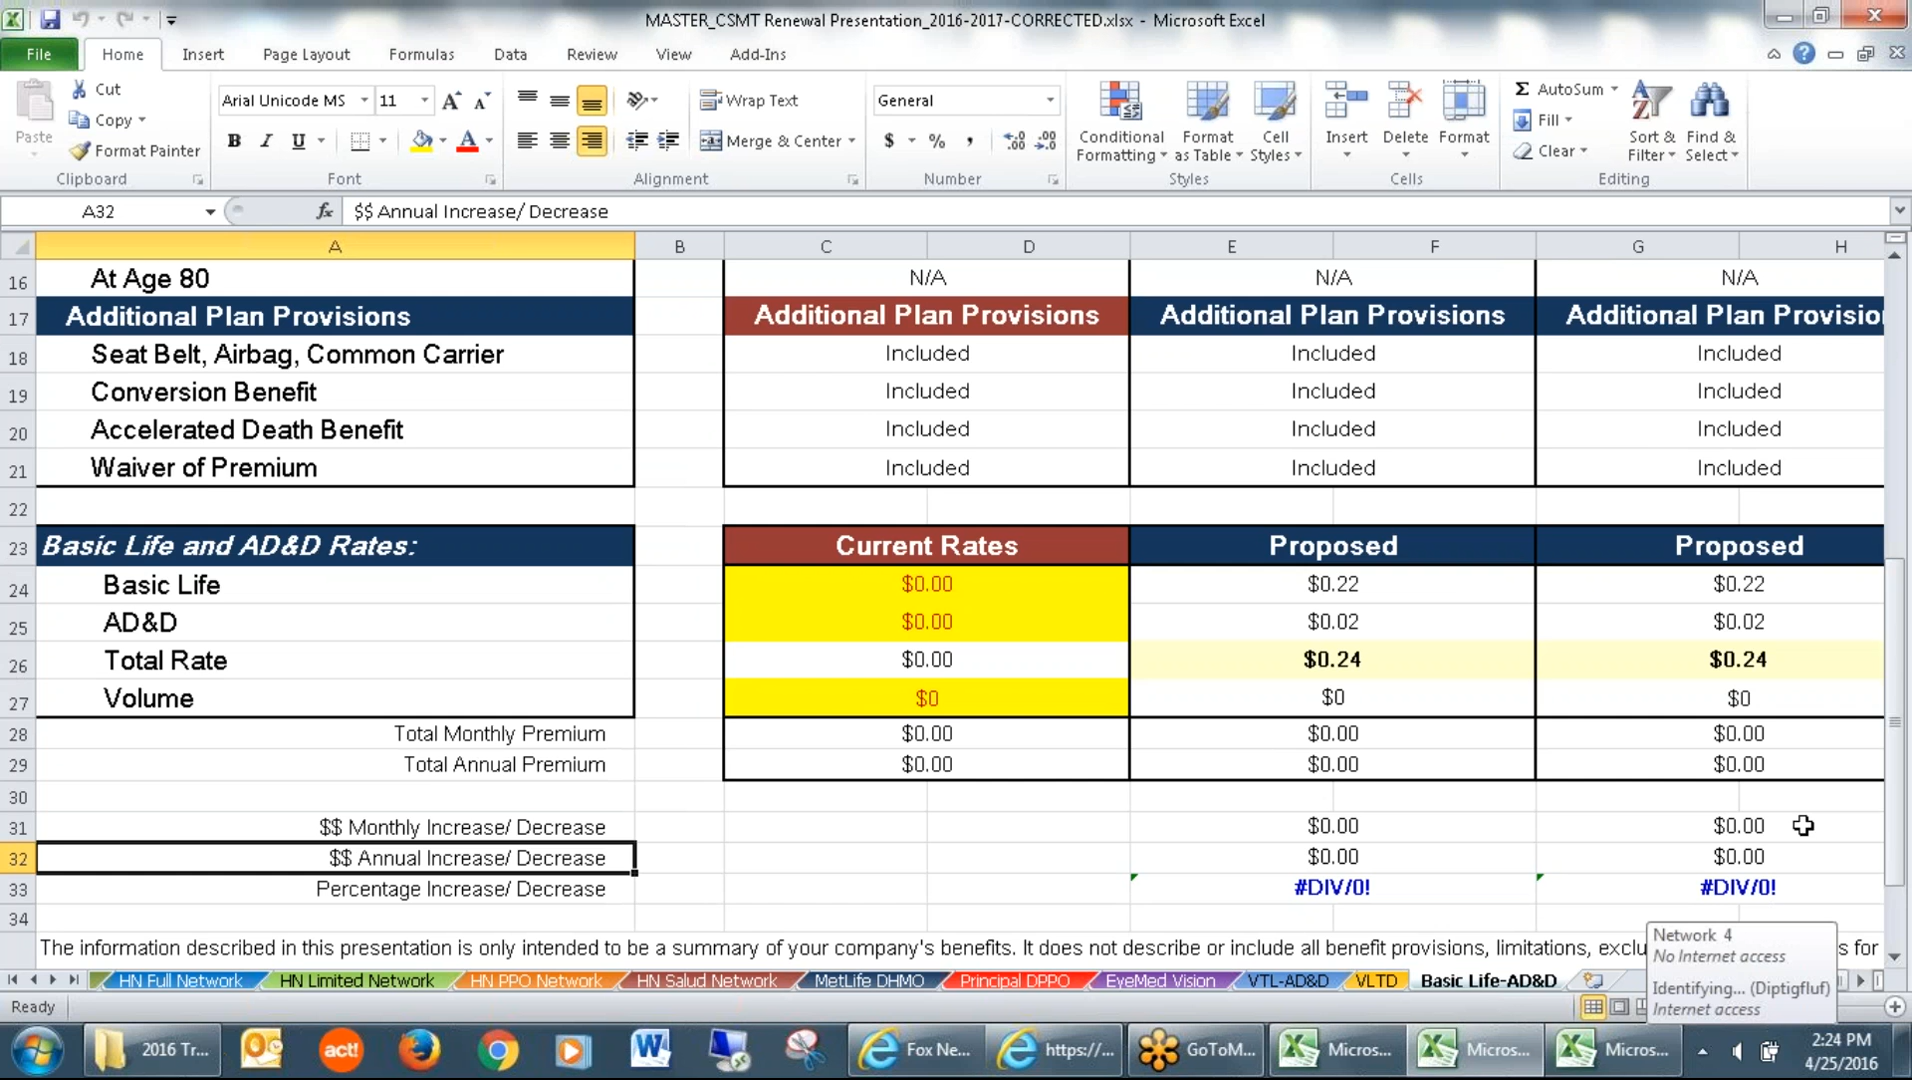 MASTER_CSMT Renewal Presentation_2016-2017-CORRECTED.xlsx - Microsoft Excel
File Home Insert Page Layout Formulas Data Review View Add-Ins
Paste
Cut
Copy
Format Painter
Clipboard
Arial Unicode MS 11
B I U
Font
Wrap Text
Merge & Center
Alignment
General
$ % ,
Number
Conditional Formatting
Format as Table
Cell Styles
Styles
Insert Delete Format
Cells
Σ AutoSum
Fill
Clear
Sort & Filter
Find & Select
Editing
A32 fx $$ Annual Increase/ Decrease
A B C D E F G H
16 At Age 80 N/A N/A N/A
17 Additional Plan Provisions Additional Plan Provisions Additional Plan Provisions Additional Plan Provisio
18 Seat Belt, Airbag, Common Carrier Included Included Included
19 Conversion Benefit Included Included Included
20 Accelerated Death Benefit Included Included Included
21 Waiver of Premium Included Included Included
22
23 Basic Life and AD&D Rates: Current Rates Proposed Proposed
24 Basic Life $0.00 $0.22 $0.22
25 AD&D $0.00 $0.02 $0.02
26 Total Rate $0.00 $0.24 $0.24
27 Volume $0 $0 $0
28 Total Monthly Premium $0.00 $0.00 $0.00
29 Total Annual Premium $0.00 $0.00 $0.00
30
31 $$ Monthly Increase/ Decrease $0.00 $0.00
32 $$ Annual Increase/ Decrease $0.00 $0.00
33 Percentage Increase/ Decrease #DIV/0! #DIV/0!
34
The information described in this presentation is only intended to be a summary of your company's benefits. It does not describe or include all benefit provisions, limitations, exclu s for
Network 4
No Internet access
Identifying... (Diptigfluf)
Internet access
HN Full Network HN Limited Network HN PPO Network HN Salud Network MetLife DHMO Principal DPPO EyeMed Vision VTL-AD&D VLTD Basic Life-AD&D
Ready
2016 Tr... act! Fox Ne... https://... GoToM... Micros... Micros... Micros...
2:24 PM
4/25/2016